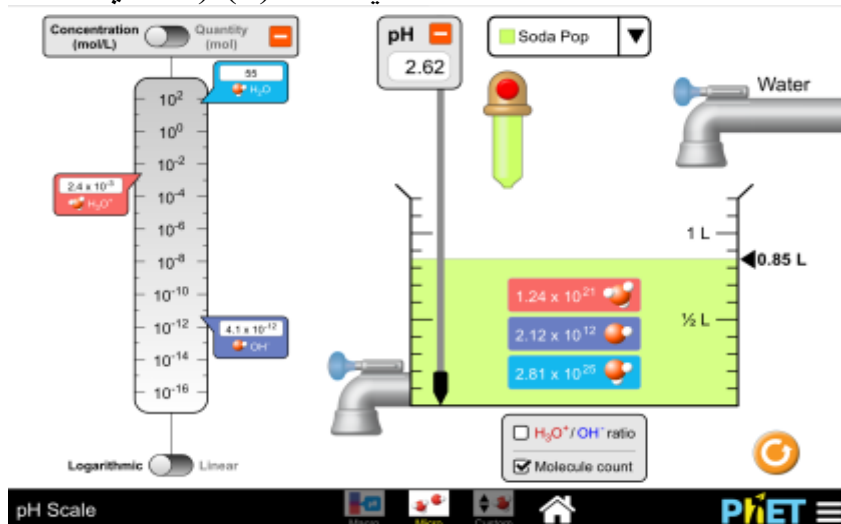 Concentration
(mol/L)
Quantity
(mol)
55
H₂O
10²
10⁰
10⁻²
10⁻⁴
10⁻⁶
10⁻⁸
10⁻¹⁰
10⁻¹²
10⁻¹⁴
10⁻¹⁶
2.4 x 10⁻³
H₃O⁺
4.1 x 10⁻¹²
OH⁻
Logarithmic
Linear
pH
2.62
Soda Pop
Water
1 L
0.85 L
½ L
1.24 x 10²¹
2.12 x 10¹²
2.81 x 10²⁵
H₃O⁺/OH⁻ ratio
Molecule count
pH Scale
Macro
Micro
Custom
PhET